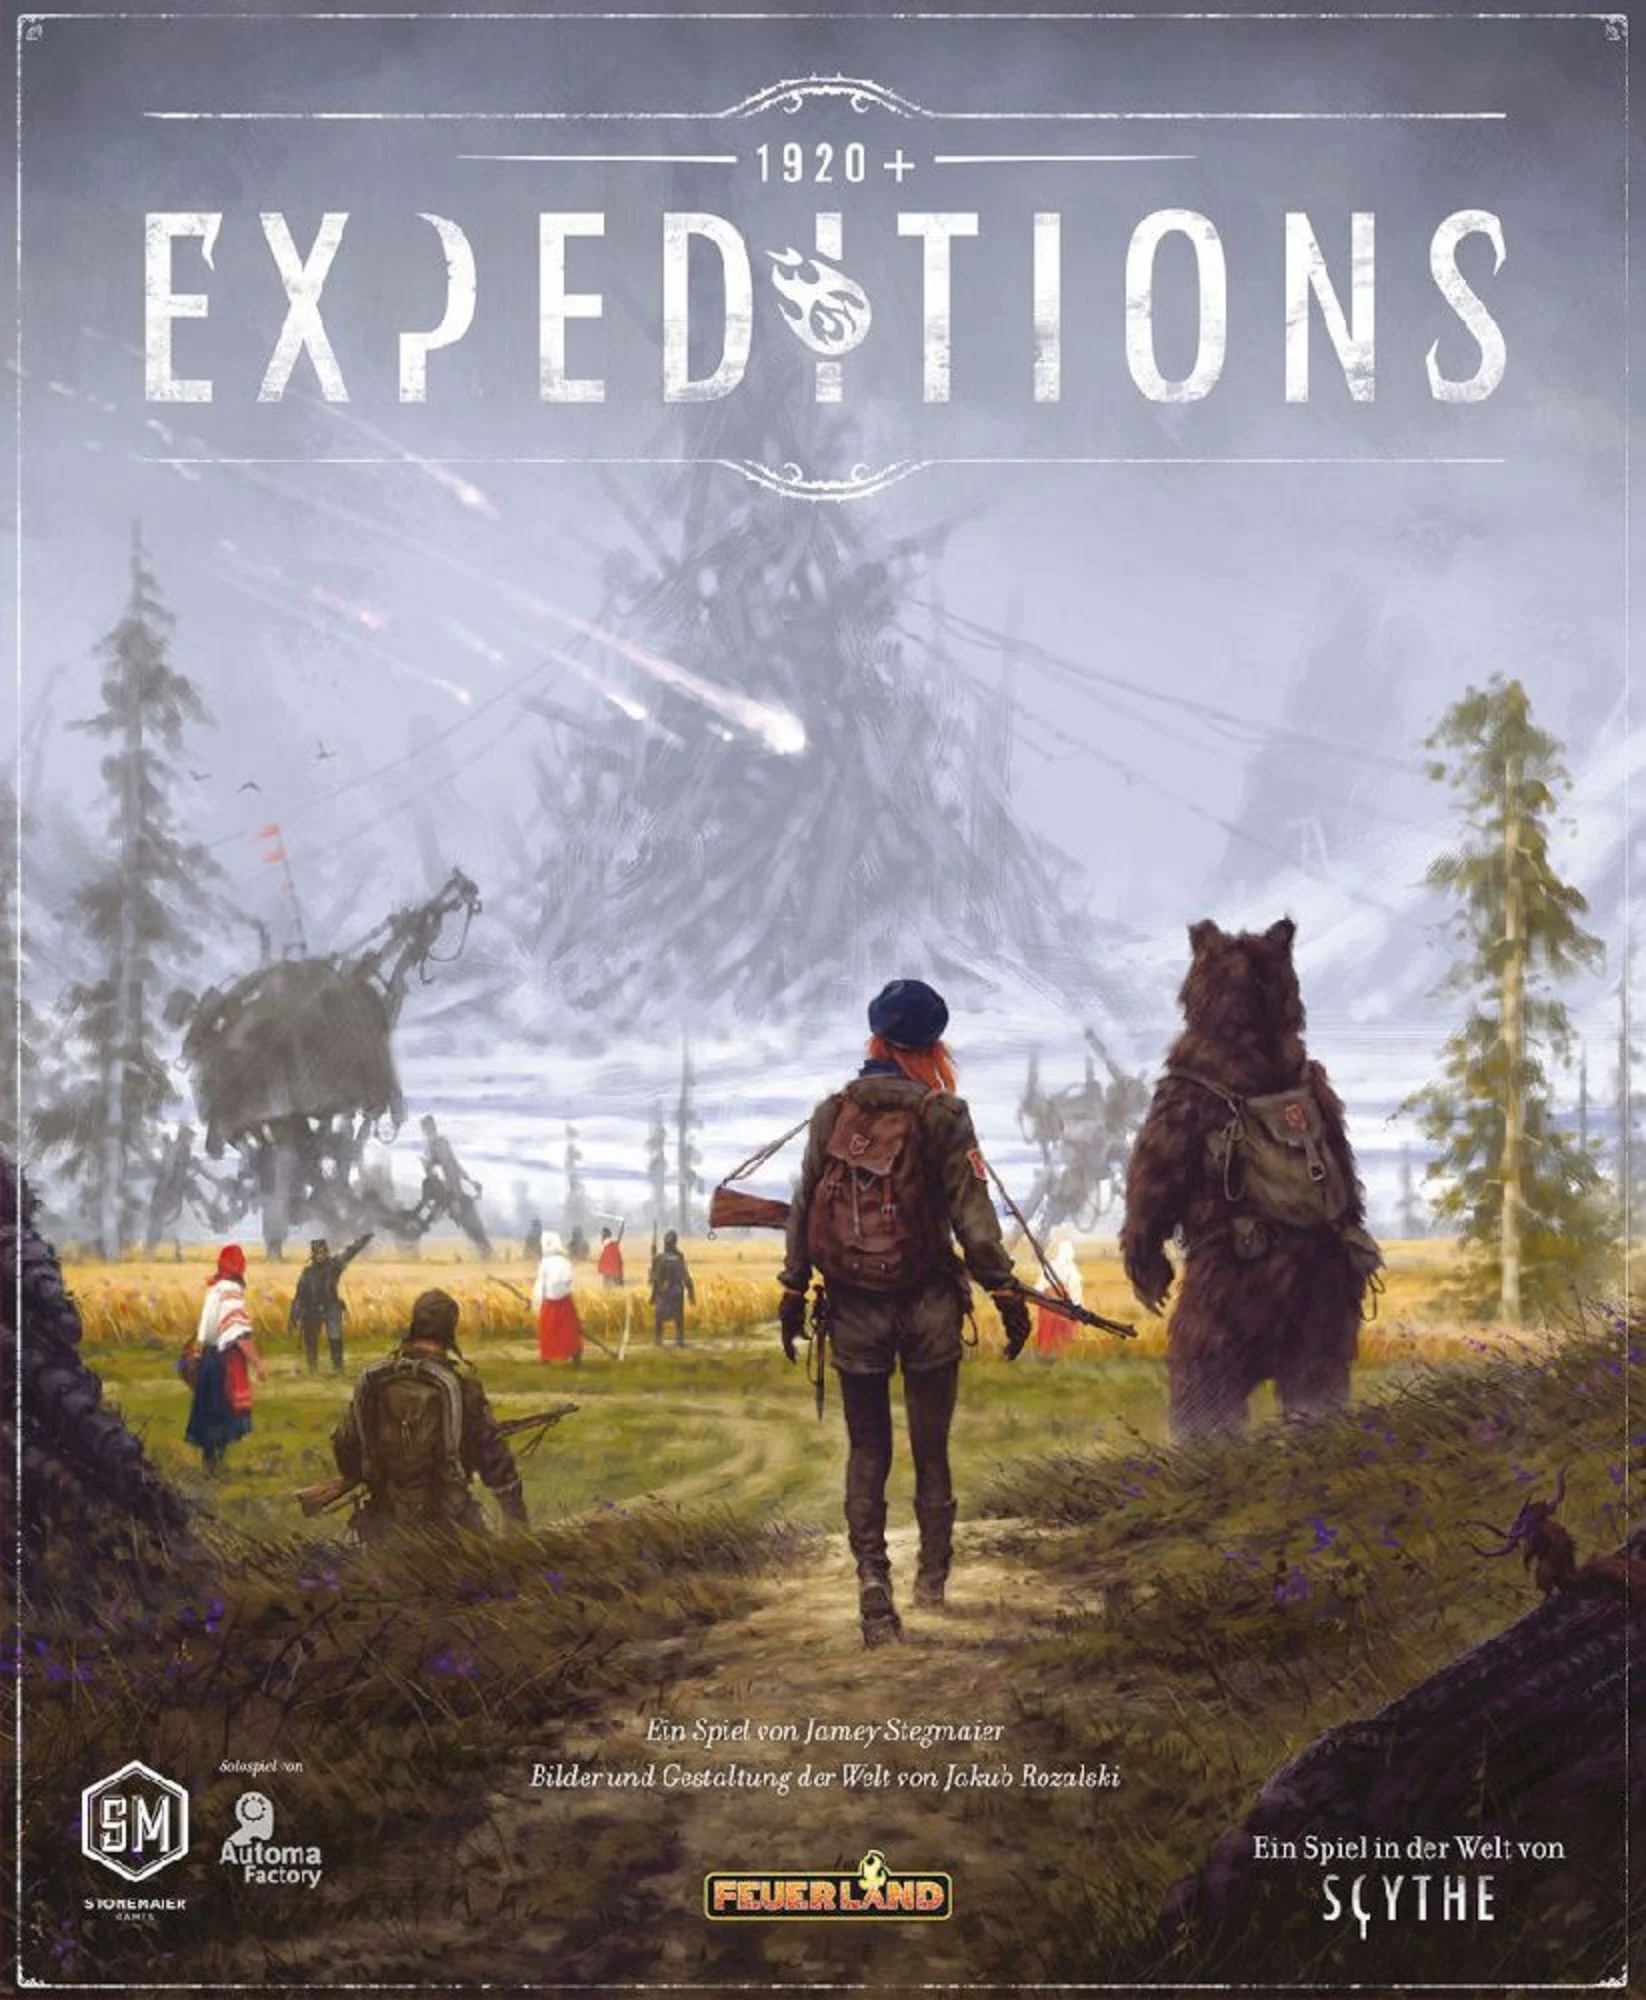 1920+
EXPEDITIONS
Ein Spiel von Jamey Stegmaier
Bilder und Gestaltung der Welt von Jakub Rozalski
Solospiel von
SM
Automa
Factory
STONEMAIER
GAMES
FEUERLAND
Ein Spiel in der Welt von
SCYTHE